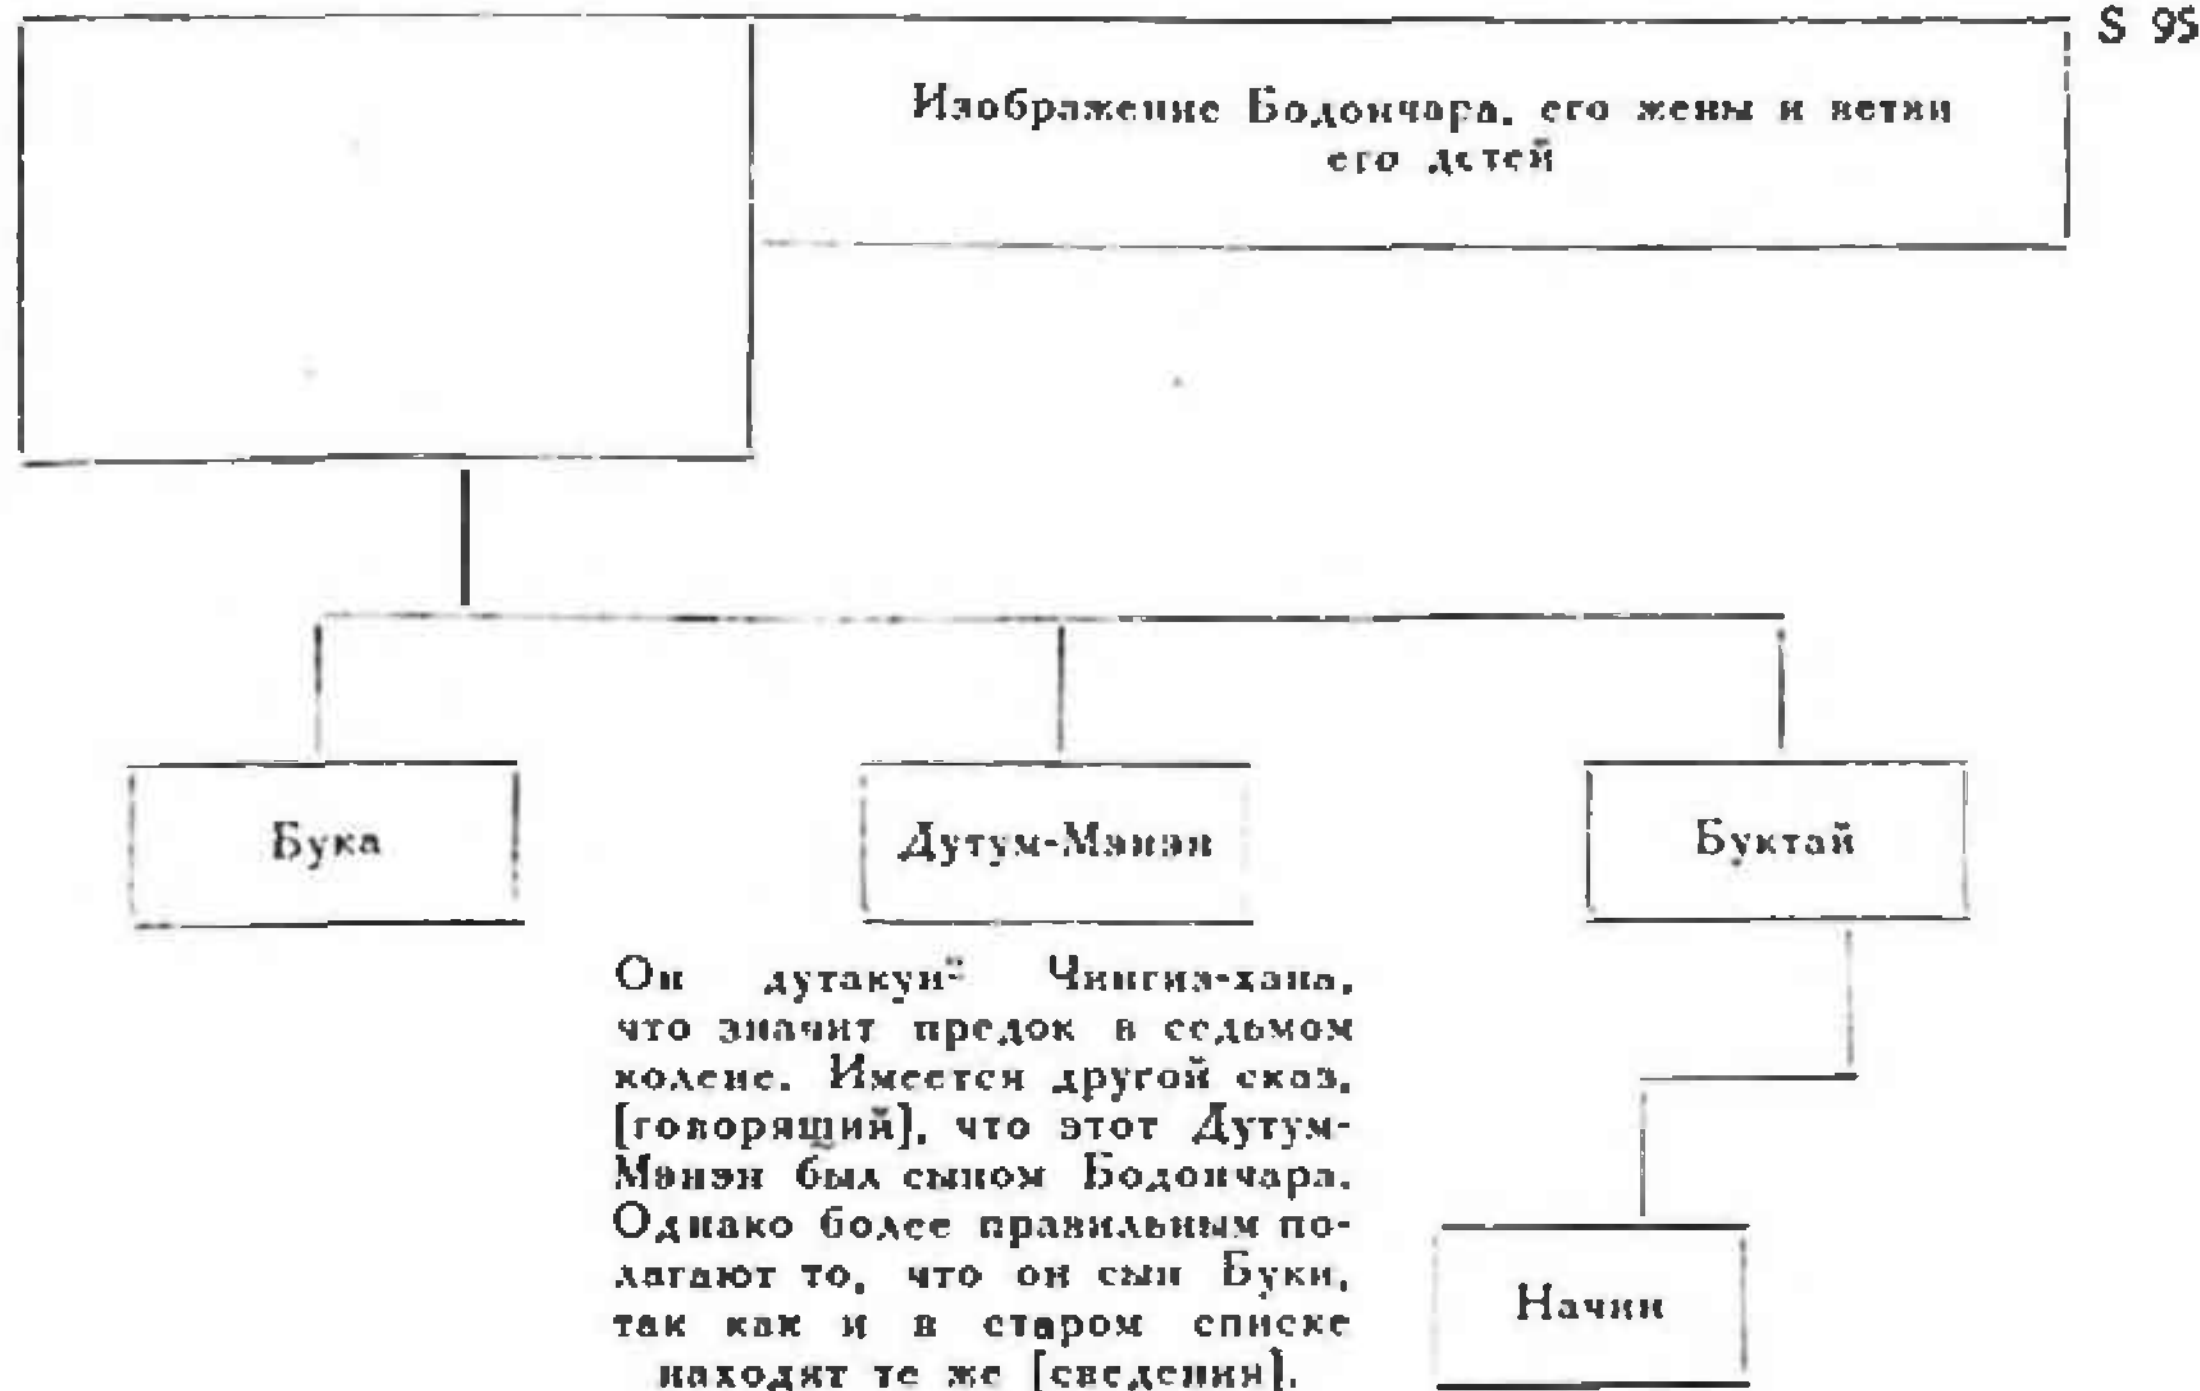 S 95
Изображение Бодончара, его жены и ветви
его детей
Бука
Дутум-Мэнэн
Буктай
Он дутакун Чингиз-хана,
что значит предок в седьмом
колене. Имеется другой сказ,
[говорящий], что этот Дутум-
Мэнэн был сыном Бодончара.
Однако более правильным по-
лагают то, что он сын Буки,
так как и в старом списке
находят те же [сведения].
Начин